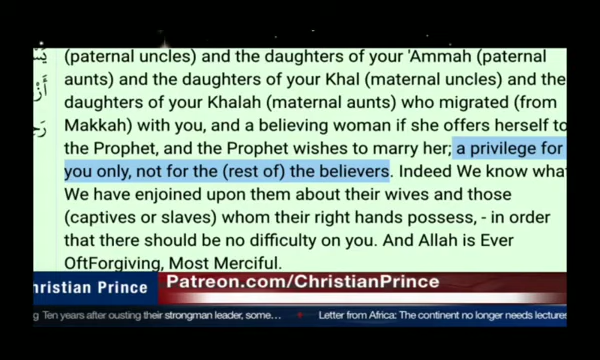 (paternal uncles) and the daughters of your 'Ammah (paternal
aunts) and the daughters of your Khal (maternal uncles) and the
daughters of your Khalah (maternal aunts) who migrated (from
Makkah) with you, and a believing woman if she offers herself to
the Prophet, and the Prophet wishes to marry her; a privilege for
you only, not for the (rest of) the believers. Indeed We know what
We have enjoined upon them about their wives and those
(captives or slaves) whom their right hands possess, - in order
that there should be no difficulty on you. And Allah is Ever
OftForgiving, Most Merciful.
hristian Prince Patreon.com/ChristianPrince
g Ten years after ousting their strongman leader, some... Letter from Africa: The continent no longer needs lectures